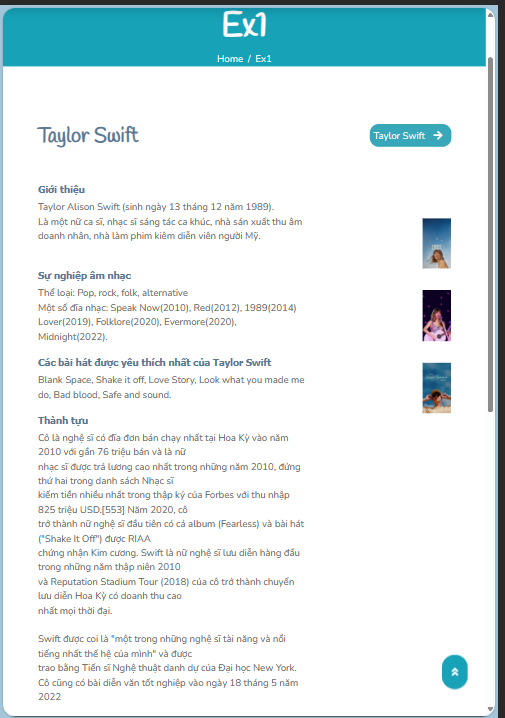 Ex1
Home / Ex1
Taylor Swift
Taylor Swift →
Giới thiệu
Taylor Alison Swift (sinh ngày 13 tháng 12 năm 1989).
Là một nữ ca sĩ, nhạc sĩ sáng tác ca khúc, nhà sản xuất thu âm
doanh nhân, nhà làm phim kiêm diễn viên người Mỹ.
Sự nghiệp âm nhạc
Thể loại: Pop, rock, folk, alternative
Một số đĩa nhạc: Speak Now(2010), Red(2012), 1989(2014)
Lover(2019), Folklore(2020), Evermore(2020),
Midnight(2022).
Các bài hát được yêu thích nhất của Taylor Swift
Blank Space, Shake it off, Love Story, Look what you made me
do, Bad blood, Safe and sound.
Thành tựu
Cô là nghệ sĩ có đĩa đơn bán chạy nhất tại Hoa Kỳ vào năm
2010 với gần 76 triệu bản và là nữ
nhạc sĩ được trả lương cao nhất trong những năm 2010, đứng
thứ hai trong danh sách Nhạc sĩ
kiếm tiền nhiều nhất trong thập kỷ của Forbes với thu nhập
825 triệu USD.[553] Năm 2020, cô
trở thành nữ nghệ sĩ đầu tiên có cả album (Fearless) và bài hát
("Shake It Off") được RIAA
chứng nhận Kim cương. Swift là nữ nghệ sĩ lưu diễn hàng đầu
trong những năm thập niên 2010
và Reputation Stadium Tour (2018) của cô trở thành chuyến
lưu diễn Hoa Kỳ có doanh thu cao
nhất mọi thời đại.
Swift được coi là "một trong những nghệ sĩ tài năng và nổi
tiếng nhất thế hệ của mình" và được
trao bằng Tiến sĩ Nghệ thuật danh dự của Đại học New York.
Cô cũng có bài diễn văn tốt nghiệp vào ngày 18 tháng 5 năm
2022